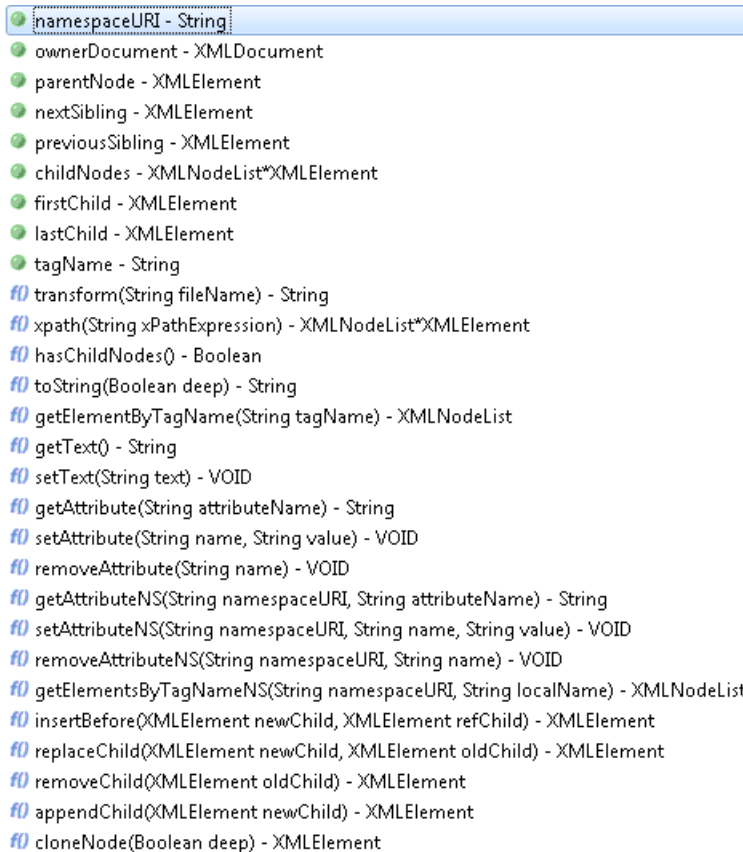 namespaceURI - String
ownerDocument - XMLDocument
parentNode - XMLElement
nextSibling - XMLElement
previousSibling - XMLElement
childNodes - XMLNodeList*XMLElement
firstChild - XMLElement
lastChild - XMLElement
tagName - String
f() transform(String fileName) - String
f() xpath(String xPathExpression) - XMLNodeList*XMLElement
f() hasChildNodes() - Boolean
f() toString(Boolean deep) - String
f() getElementByTagName(String tagName) - XMLNodeList
f() getText() - String
f() setText(String text) - VOID
f() getAttribute(String attributeName) - String
f() setAttribute(String name, String value) - VOID
f() removeAttribute(String name) - VOID
f() getAttributeNS(String namespaceURI, String attributeName) - String
f() setAttributeNS(String namespaceURI, String name, String value) - VOID
f() removeAttributeNS(String namespaceURI, String name) - VOID
f() getElementsByTagNameNS(String namespaceURI, String localName) - XMLNodeList
f() insertBefore(XMLElement newChild, XMLElement refChild) - XMLElement
f() replaceChild(XMLElement newChild, XMLElement oldChild) - XMLElement
f() removeChild(XMLElement oldChild) - XMLElement
f() appendChild(XMLElement newChild) - XMLElement
f() cloneNode(Boolean deep) - XMLElement